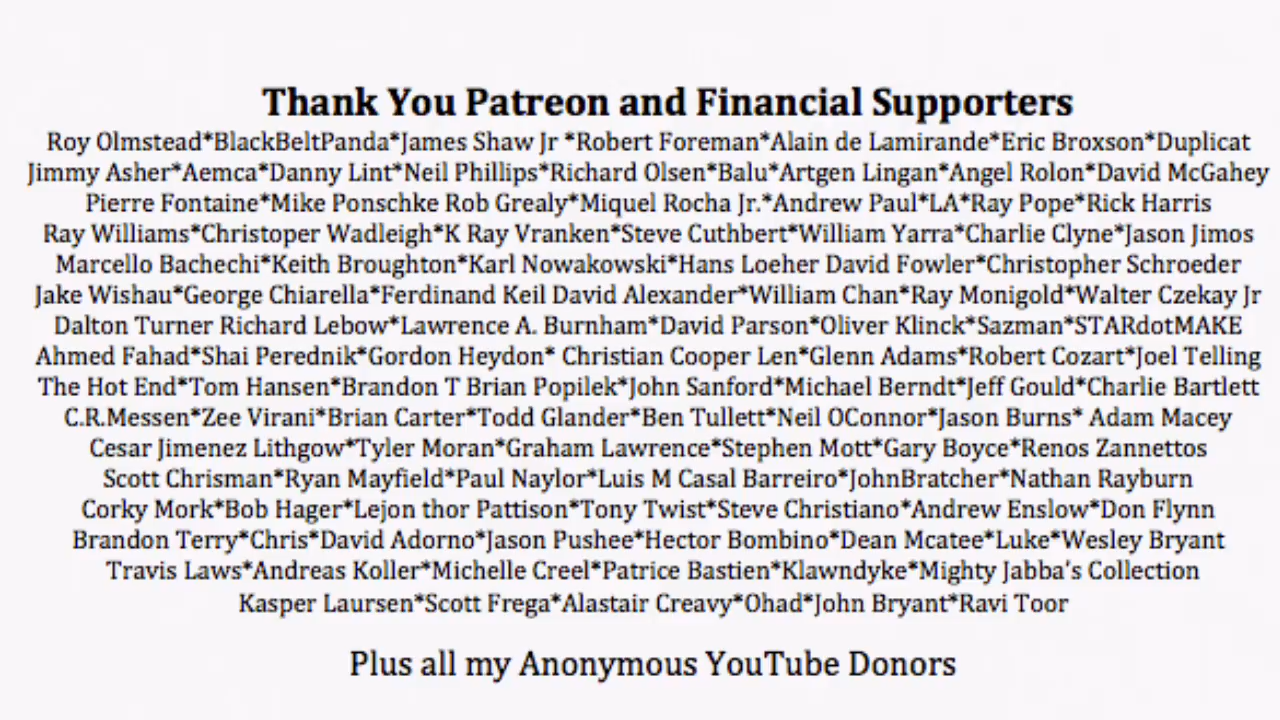 Thank You Patreon and Financial Supporters
Roy Olmstead*BlackBeltPanda*James Shaw Jr *Robert Foreman*Alain de Lamirande*Eric Broxson*Duplicat
Jimmy Asher*Aemca*Danny Lint*Neil Phillips*Richard Olsen*Balu*Artgen Lingan*Angel Rolon*David McGahey
Pierre Fontaine*Mike Ponschke Rob Grealy*Miquel Rocha Jr.*Andrew Paul*LA*Ray Pope*Rick Harris
Ray Williams*Christoper Wadleigh*K Ray Vranken*Steve Cuthbert*William Yarra*Charlie Clyne*Jason Jimos
Marcello Bachechi*Keith Broughton*Karl Nowakowski*Hans Loeher David Fowler*Christopher Schroeder
Jake Wishau*George Chiarella*Ferdinand Keil David Alexander*William Chan*Ray Monigold*Walter Czekay Jr
Dalton Turner Richard Lebow*Lawrence A. Burnham*David Parson*Oliver Klinck*Sazman*STARdotMAKE
Ahmed Fahad*Shai Perednik*Gordon Heydon* Christian Cooper Len*Glenn Adams*Robert Cozart*Joel Telling
The Hot End*Tom Hansen*Brandon T Brian Popilek*John Sanford*Michael Berndt*Jeff Gould*Charlie Bartlett
C.R.Messen*Zee Virani*Brian Carter*Todd Glander*Ben Tullett*Neil OConnor*Jason Burns* Adam Macey
Cesar Jimenez Lithgow*Tyler Moran*Graham Lawrence*Stephen Mott*Gary Boyce*Renos Zannettos
Scott Chrisman*Ryan Mayfield*Paul Naylor*Luis M Casal Barreiro*JohnBratcher*Nathan Rayburn
Corky Mork*Bob Hager*Lejon thor Pattison*Tony Twist*Steve Christiano*Andrew Enslow*Don Flynn
Brandon Terry*Chris*David Adorno*Jason Pushee*Hector Bombino*Dean Mcatee*Luke*Wesley Bryant
Travis Laws*Andreas Koller*Michelle Creel*Patrice Bastien*Klawndyke*Mighty Jabba's Collection
Kasper Laursen*Scott Frega*Alastair Creavy*Ohad*John Bryant*Ravi Toor
Plus all my Anonymous YouTube Donors